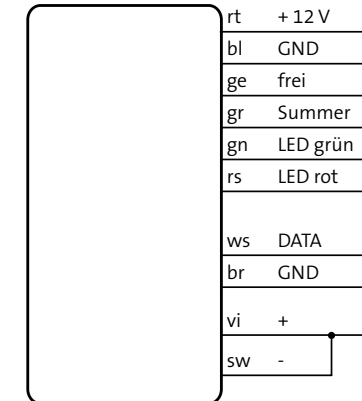 rt + 12 V
bl GND
ge frei
gr Summer
gn LED grün
rs LED rot
ws DATA
br GND
vi +
sw -